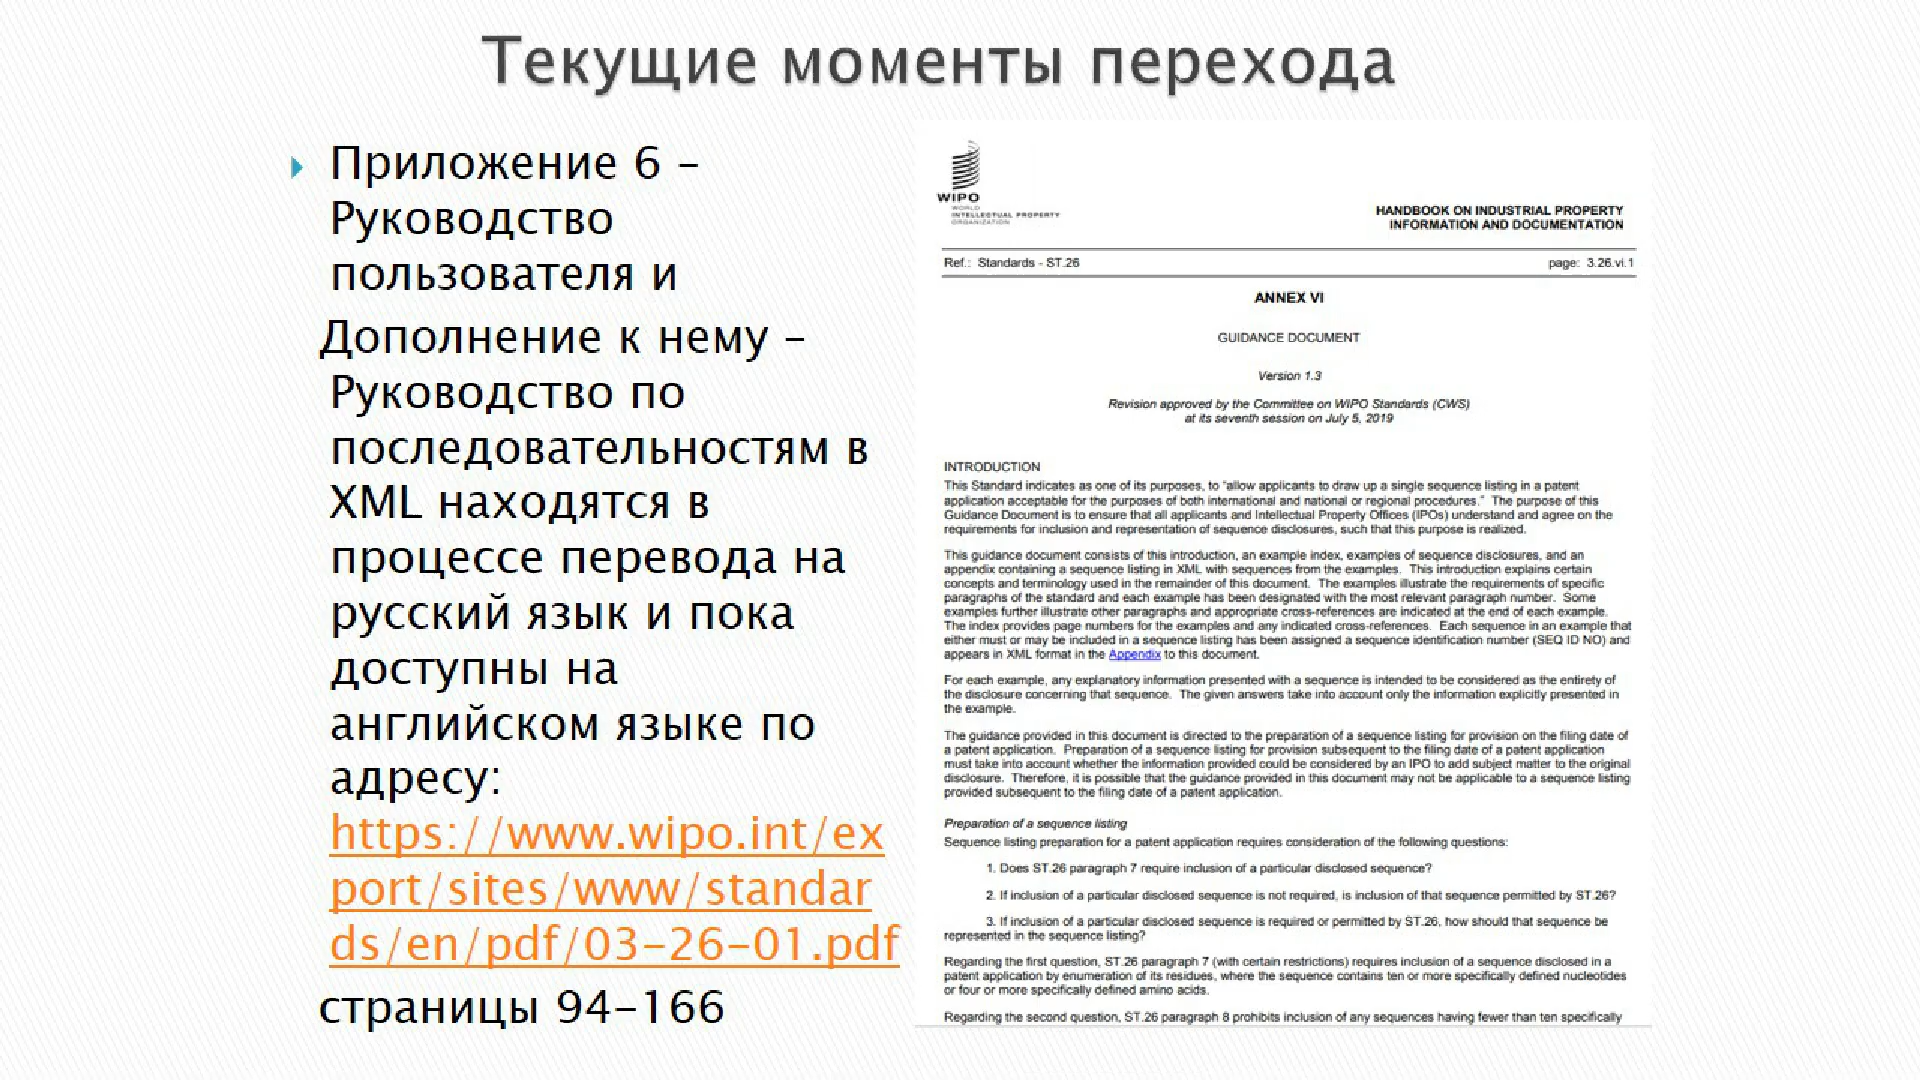 Текущие моменты перехода
Приложение 6 –
Руководство
пользователя и
Дополнение к нему –
Руководство по
последовательностям в
XML находятся в
процессе перевода на
русский язык и пока
доступны на
английском языке по
адресу:
https://www.wipo.int/ex
port/sites/www/standar
ds/en/pdf/03-26-01.pdf
страницы 94-166
WIPO
WORLD
INTELLECTUAL PROPERTY
ORGANIZATION
HANDBOOK ON INDUSTRIAL PROPERTY
INFORMATION AND DOCUMENTATION
Ref.: Standards - ST.26 page: 3.26.vi.1
ANNEX VI
GUIDANCE DOCUMENT
Version 1.3
Revision approved by the Committee on WIPO Standards (CWS)
at its seventh session on July 5, 2019
INTRODUCTION
This Standard indicates as one of its purposes, to “allow applicants to draw up a single sequence listing in a patent
application acceptable for the purposes of both international and national or regional procedures.” The purpose of this
Guidance Document is to ensure that all applicants and Intellectual Property Offices (IPOs) understand and agree on the
requirements for inclusion and representation of sequence disclosures, such that this purpose is realized.
This guidance document consists of this introduction, an example index, examples of sequence disclosures, and an
appendix containing a sequence listing in XML with sequences from the examples. This introduction explains certain
concepts and terminology used in the remainder of this document. The examples illustrate the requirements of specific
paragraphs of the standard and each example has been designated with the most relevant paragraph number. Some
examples further illustrate other paragraphs and appropriate cross-references are indicated at the end of each example.
The index provides page numbers for the examples and any indicated cross-references. Each sequence in an example that
either must or may be included in a sequence listing has been assigned a sequence identification number (SEQ ID NO) and
appears in XML format in the Appendix to this document.
For each example, any explanatory information presented with a sequence is intended to be considered as the entirety of
the disclosure concerning that sequence. The given answers take into account only the information explicitly presented in
the example.
The guidance provided in this document is directed to the preparation of a sequence listing for provision on the filing date of
a patent application. Preparation of a sequence listing for provision subsequent to the filing date of a patent application
must take into account whether the information provided could be considered by an IPO to add subject matter to the original
disclosure. Therefore, it is possible that the guidance provided in this document may not be applicable to a sequence listing
provided subsequent to the filing date of a patent application.
Preparation of a sequence listing
Sequence listing preparation for a patent application requires consideration of the following questions:
1. Does ST.26 paragraph 7 require inclusion of a particular disclosed sequence?
2. If inclusion of a particular disclosed sequence is not required, is inclusion of that sequence permitted by ST.26?
3. If inclusion of a particular disclosed sequence is required or permitted by ST.26, how should that sequence be
represented in the sequence listing?
Regarding the first question, ST.26 paragraph 7 (with certain restrictions) requires inclusion of a sequence disclosed in a
patent application by enumeration of its residues, where the sequence contains ten or more specifically defined nucleotides
or four or more specifically defined amino acids.
Regarding the second question, ST.26 paragraph 8 prohibits inclusion of any sequences having fewer than ten specifically